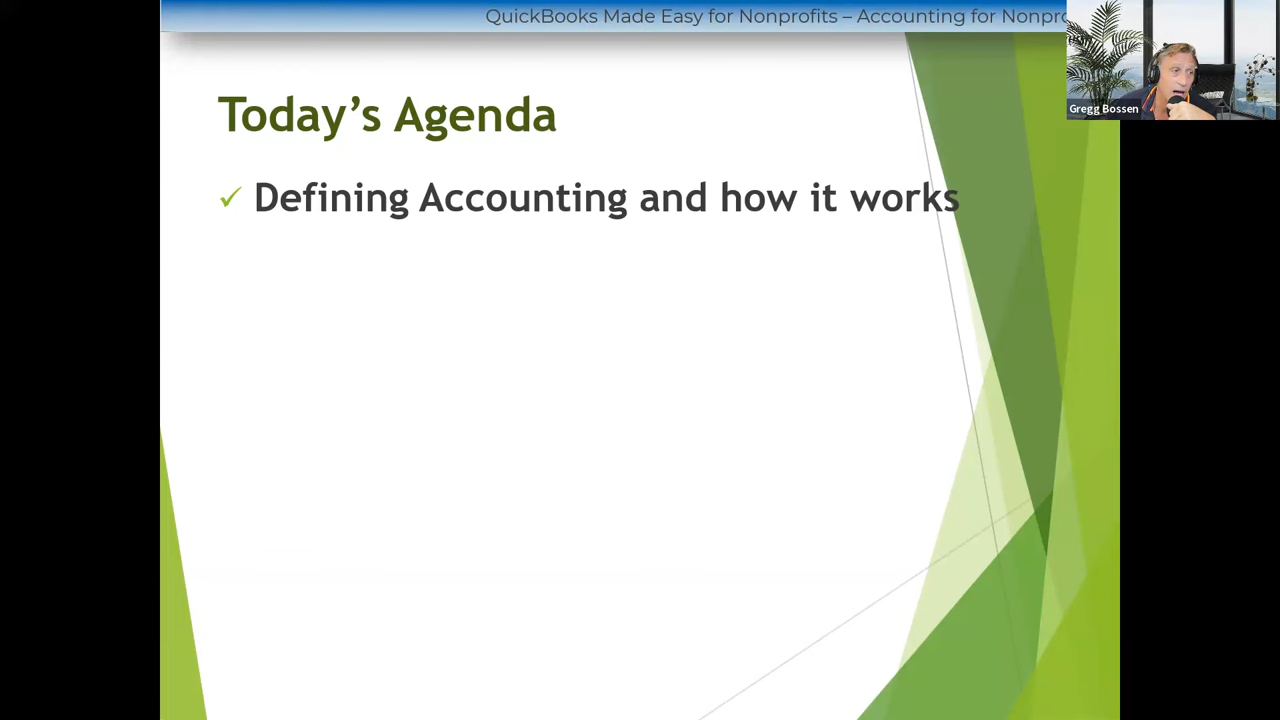 QuickBooks Made Easy for Nonprofits – Accounting for Nonpro
Gregg Bossen
Today's Agenda
✓ Defining Accounting and how it works